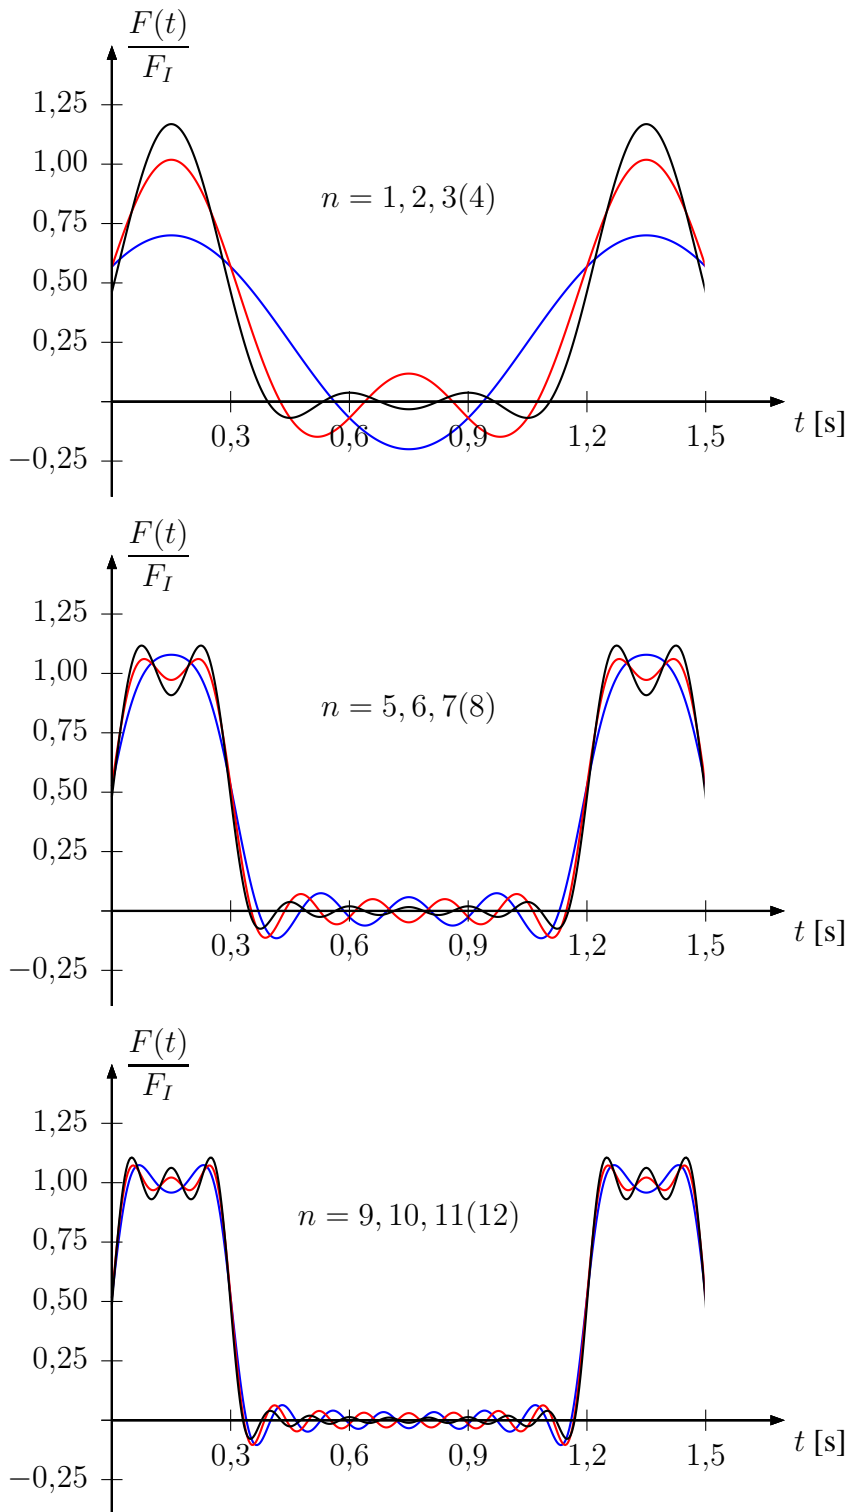 F(t)
F_I
1,25
1,00
n = 1, 2, 3(4)
0,75
0,50
0,25
0,3 0,6 0,9 1,2 1,5 t [s]
−0,25
F(t)
F_I
1,25
1,00
n = 5, 6, 7(8)
0,75
0,50
0,25
0,3 0,6 0,9 1,2 1,5 t [s]
−0,25
F(t)
F_I
1,25
1,00
n = 9, 10, 11(12)
0,75
0,50
0,25
0,3 0,6 0,9 1,2 1,5 t [s]
−0,25